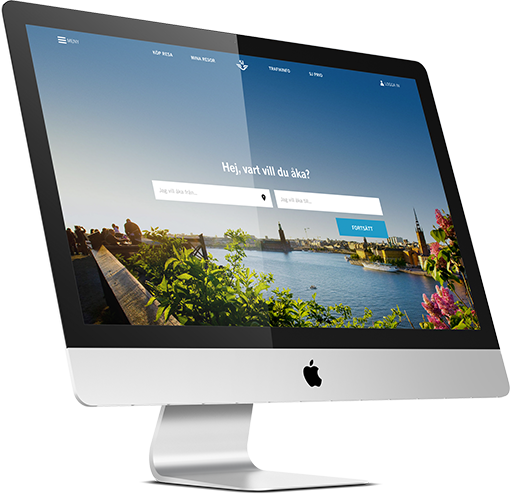 MENY
KÖP RESA
MINA RESOR
SJ
TRAFIKINFO
SJ PRIO
LOGGA IN
Hej, vart vill du åka?
Jag vill åka från...
Jag vill åka till...
FORTSÄTT